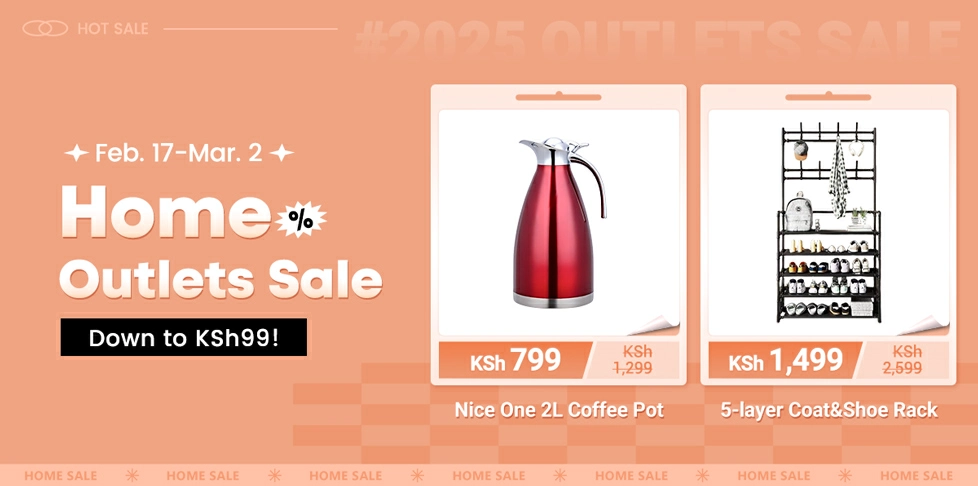 HOT SALE
#2025 OUTLETS SALE
Feb. 17-Mar. 2
Home %
Outlets Sale
Down to KSh99!
KSh 799
KSh
1,299
Nice One 2L Coffee Pot
KSh 1,499
KSh
2,599
5-layer Coat&Shoe Rack
HOME SALE HOME SALE HOME SALE HOME SALE HOME SALE HOME SALE HOME SALE